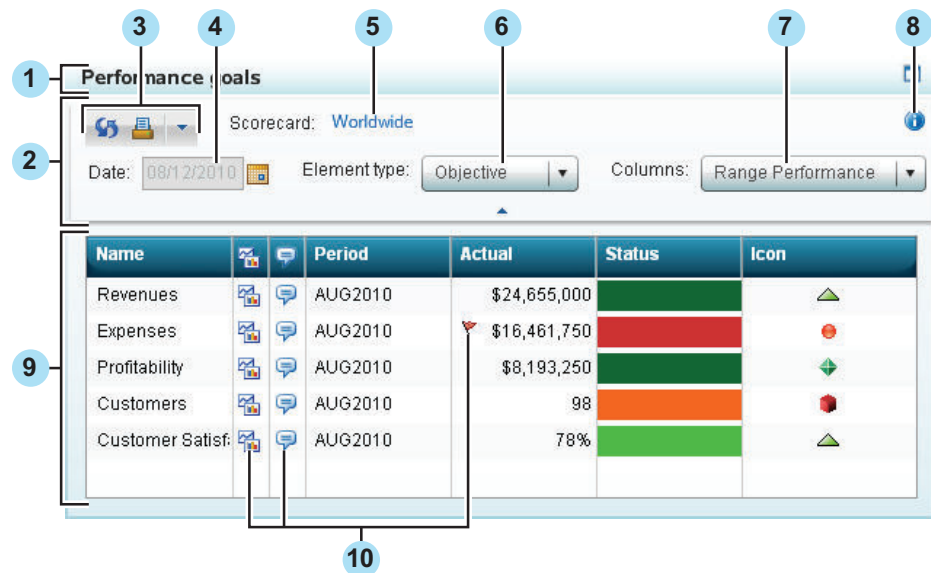 3 4 5 6 7 8
1 Performance goals
2
Scorecard: Worldwide
Date: 08/12/2010 Element type: Objective Columns: Range Performance
Name Period Actual Status Icon
Revenues AUG2010 $24,655,000
Expenses AUG2010 $16,461,750
9 Profitability AUG2010 $8,193,250
Customers AUG2010 98
Customer Satisf: AUG2010 78%
10